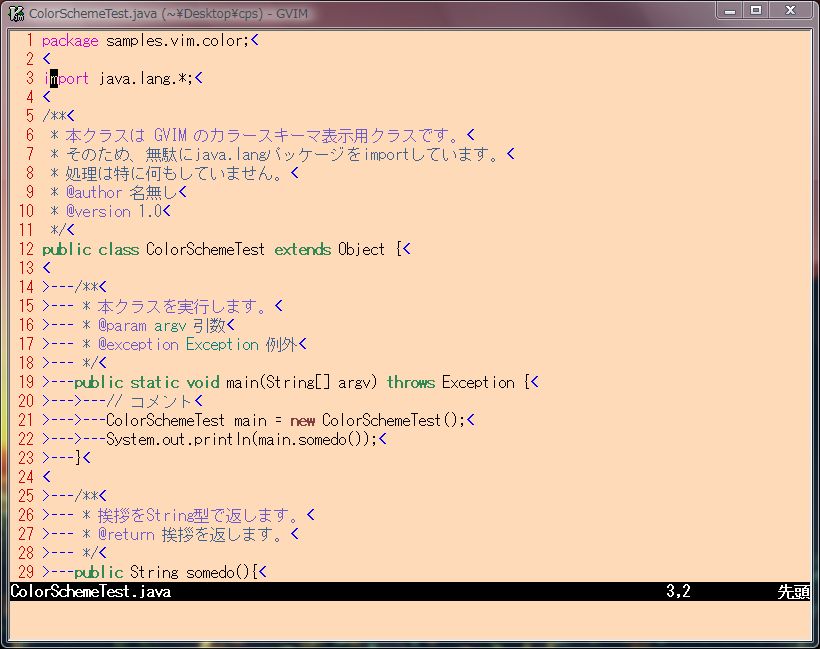 ColorSchemeTest.java (~¥Desktop¥cps) - GVIM
1 package samples.vim.color;<
2 <
3 import java.lang.*;<
4 <
5 /**<
6  * 本クラスは GVIM のカラースキーマ表示用クラスです。<
7  * そのため、無駄にjava.langパッケージをimportしています。<
8  * 処理は特に何もしていません。<
9  * @author 名無し<
10  * @version 1.0<
11  */<
12 public class ColorSchemeTest extends Object {<
13 <
14 >---/**<
15 >--- * 本クラスを実行します。<
16 >--- * @param argv 引数<
17 >--- * @exception Exception 例外<
18 >--- */<
19 >---public static void main(String[] argv) throws Exception {<
20 >--->---// コメント<
21 >--->---ColorSchemeTest main = new ColorSchemeTest();<
22 >--->---System.out.println(main.somedo());<
23 >---}<
24 <
25 >---/**<
26 >--- * 挨拶をString型で返します。<
27 >--- * @return 挨拶を返します。<
28 >--- */<
29 >---public String somedo(){<
ColorSchemeTest.java 3,2 先頭